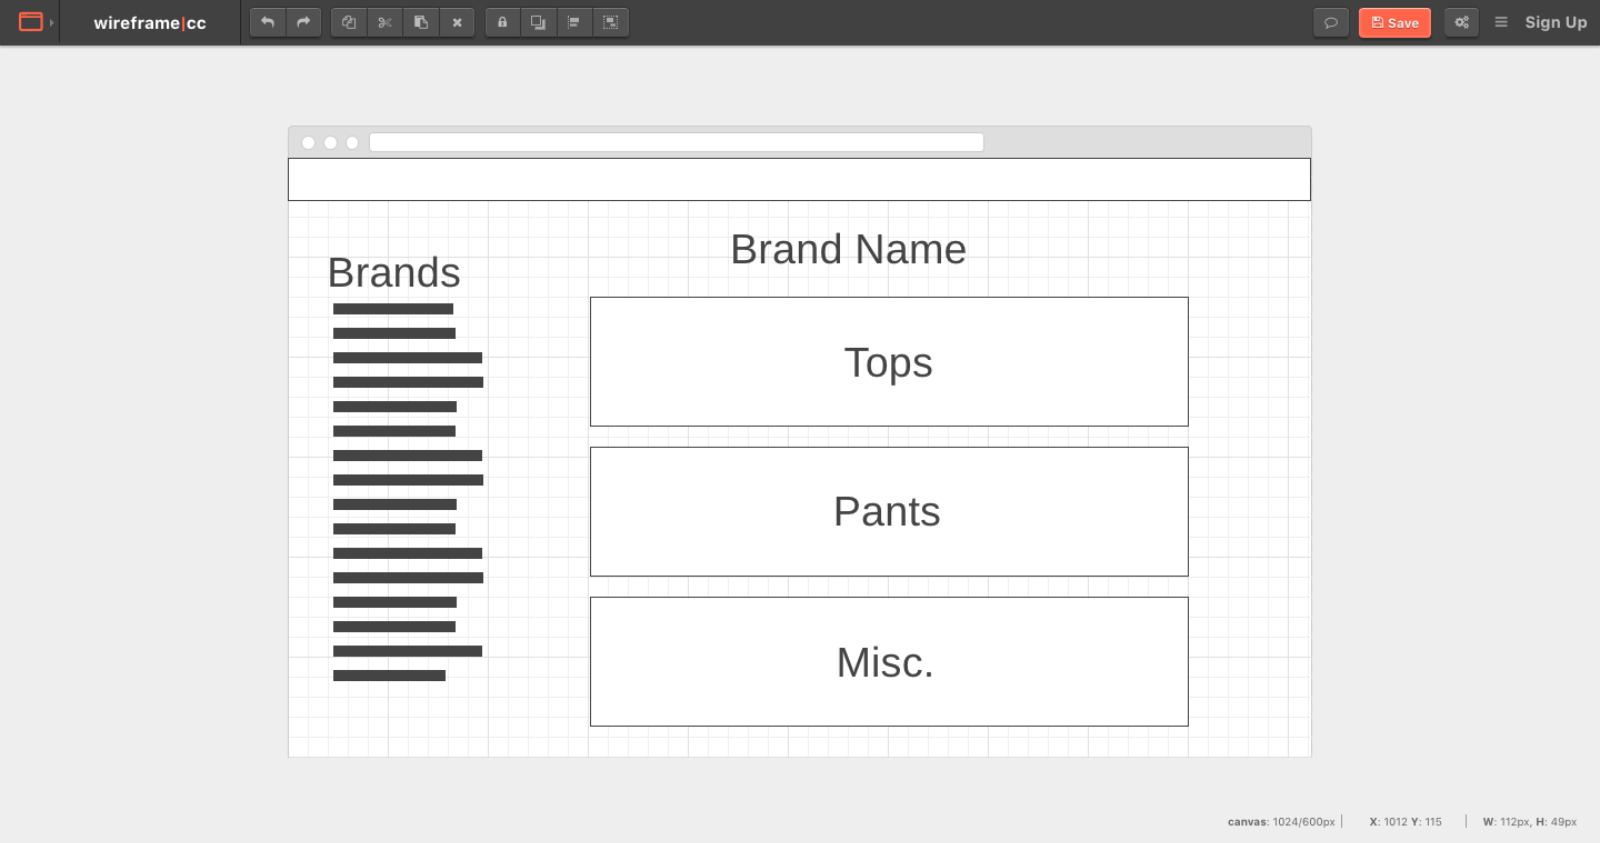 wireframe|cc
Save
Sign Up
Brand Name
Brands
Tops
Pants
Misc.
canvas: 1024/600px | X: 1012 Y: 115 | W: 112px, H: 49px